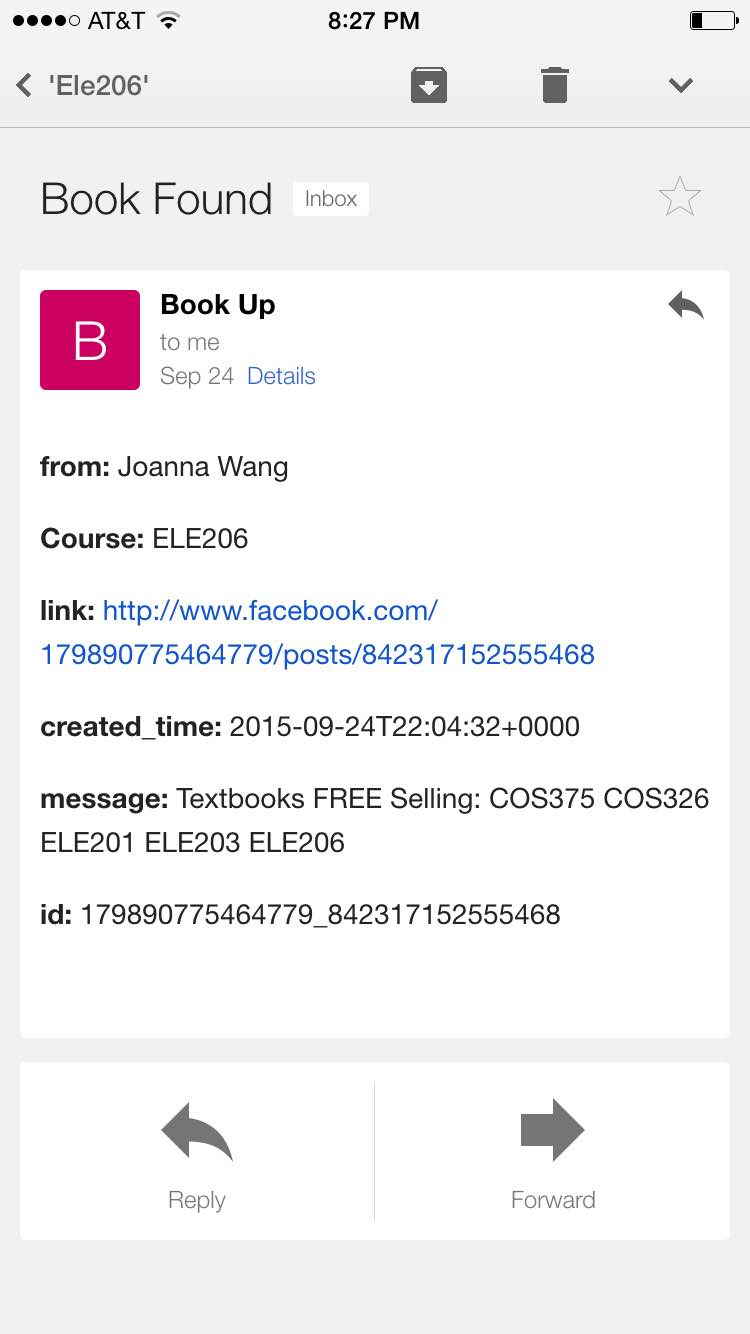 AT&T 8:27 PM
'Ele206'
Book Found Inbox
B
Book Up
to me
Sep 24 Details
from: Joanna Wang
Course: ELE206
link: http://www.facebook.com/
179890775464779/posts/842317152555468
created_time: 2015-09-24T22:04:32+0000
message: Textbooks FREE Selling: COS375 COS326
ELE201 ELE203 ELE206
id: 179890775464779_842317152555468
Reply Forward